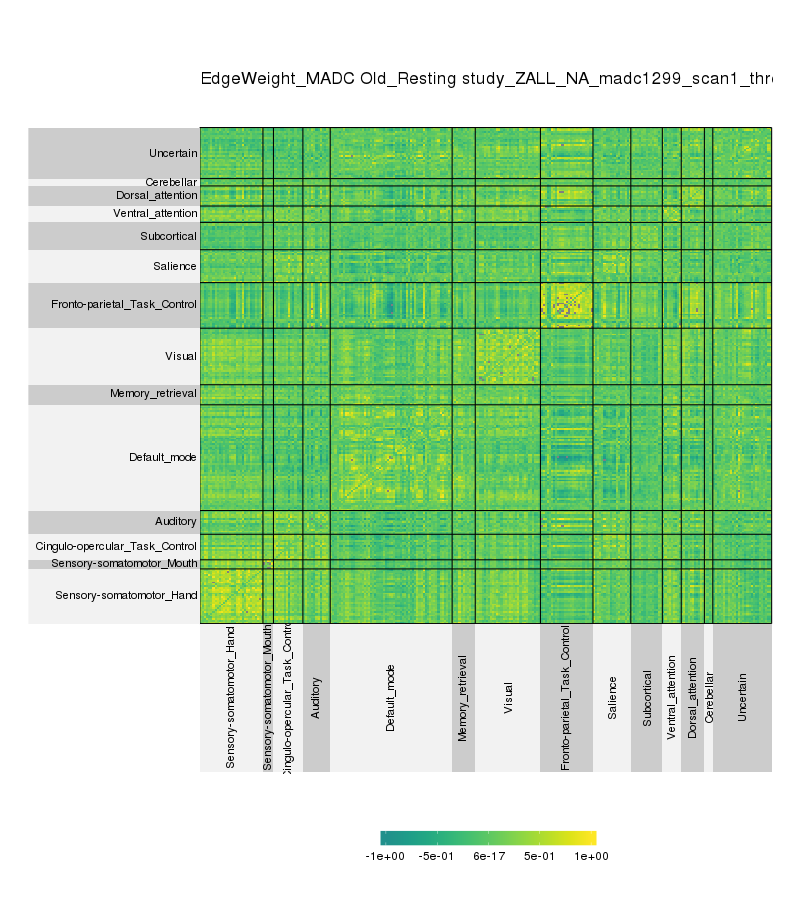 EdgeWeight_MADC Old_Resting study_ZALL_NA_madc1299_scan1_thr
Uncertain
Cerebellar
Dorsal_attention
Ventral_attention
Subcortical
Salience
Fronto-parietal_Task_Control
Visual
Memory_retrieval
Default_mode
Auditory
Cingulo-opercular_Task_Control
Sensory-somatomotor_Mouth
Sensory-somatomotor_Hand
Sensory-somatomotor_Hand
Sensory-somatomotor_Mouth
Cingulo-opercular_Task_Contro
Auditory
Default_mode
Memory_retrieval
Visual
Fronto-parietal_Task_Control
Salience
Subcortical
Ventral_attention
Dorsal_attention
Cerebellar
Uncertain
-1e+00 -5e-01 6e-17 5e-01 1e+00